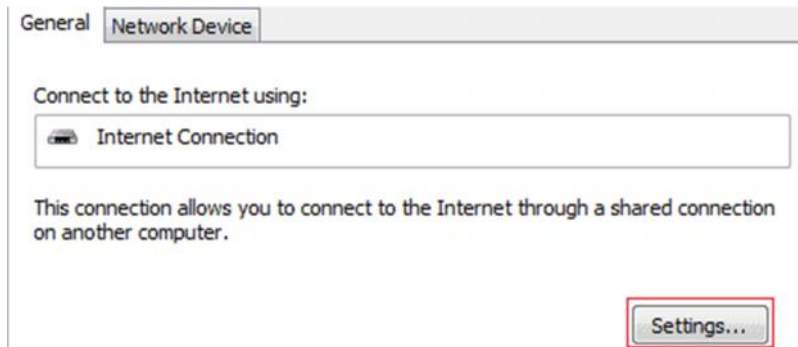 General
Network Device
Connect to the Internet using:
Internet Connection
This connection allows you to connect to the Internet through a shared connection
on another computer.
Settings...